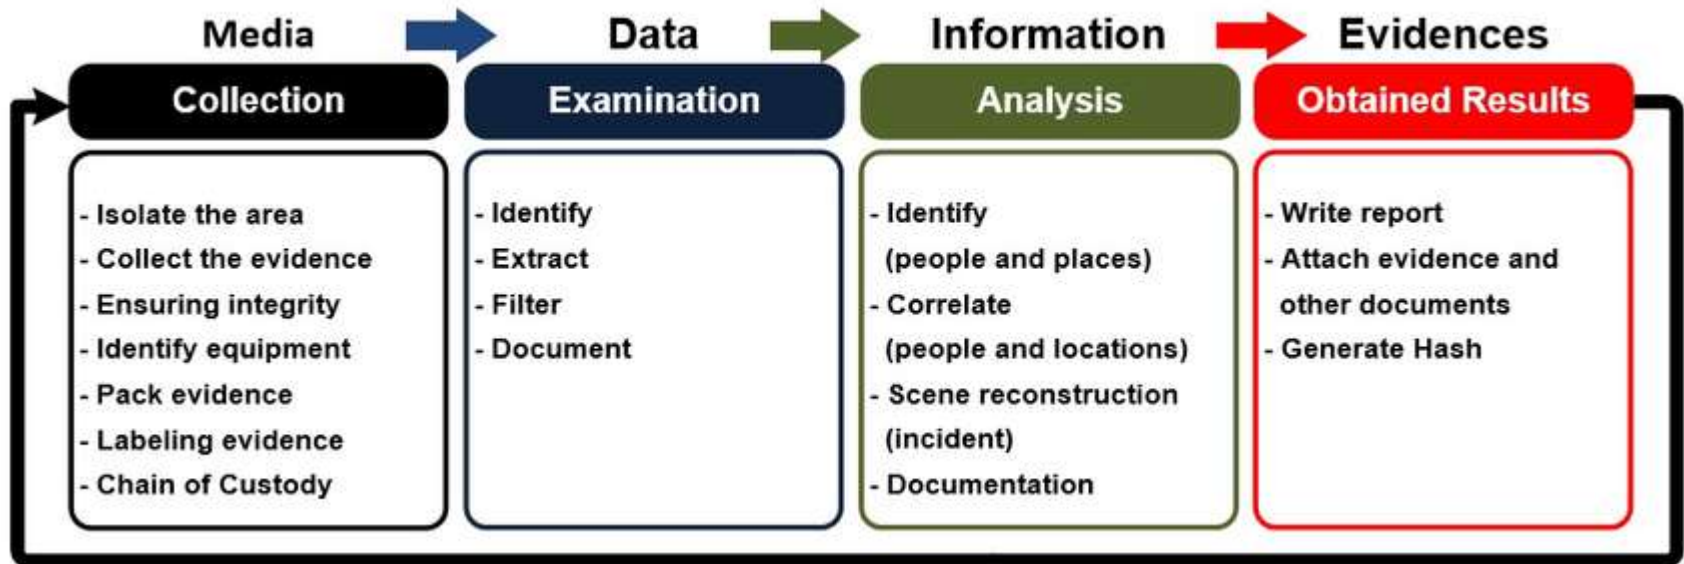 Media
Data
Information
Evidences
Collection
Examination
Analysis
Obtained Results
- Isolate the area
- Collect the evidence
- Ensuring integrity
- Identify equipment
- Pack evidence
- Labeling evidence
- Chain of Custody
- Identify
- Extract
- Filter
- Document
- Identify
(people and places)
- Correlate
(people and locations)
- Scene reconstruction
(incident)
- Documentation
- Write report
- Attach evidence and
other documents
- Generate Hash